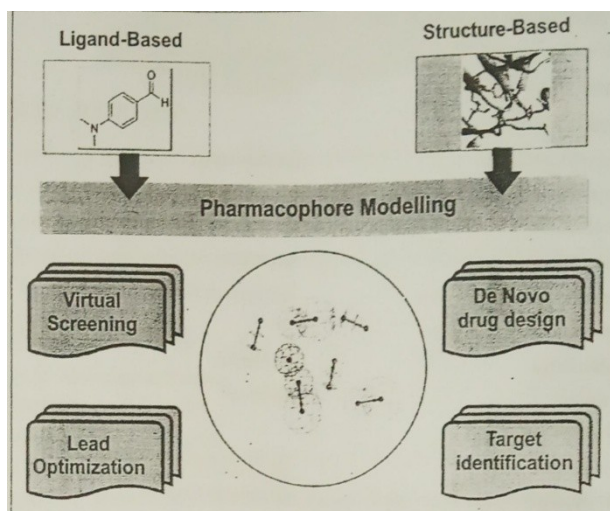 Ligand-Based
Structure-Based
O
H
N
Pharmacophore Modelling
Virtual
Screening
De Novo
drug design
Lead
Optimization
Target
identification